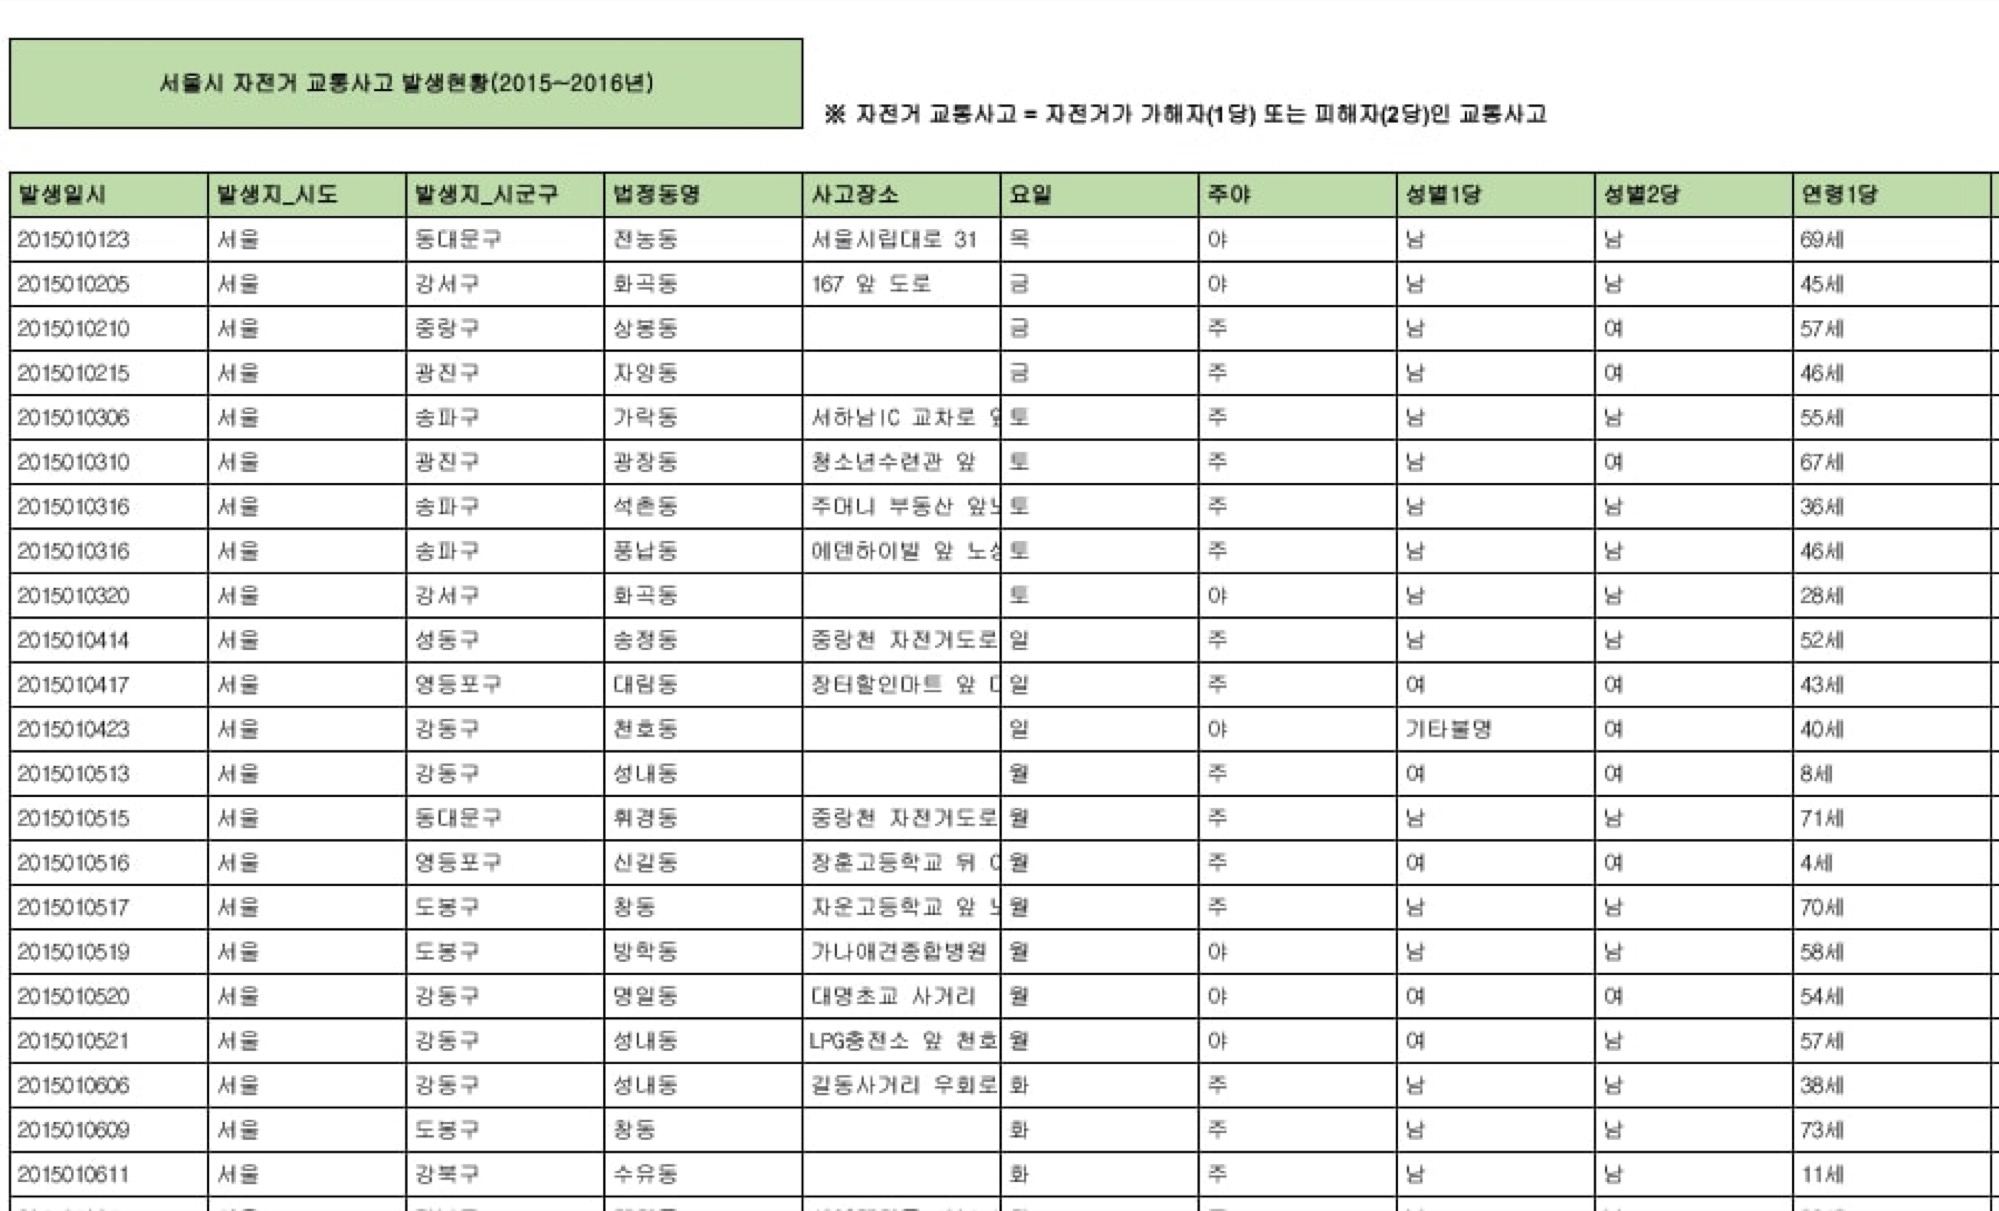 서울시 자전거 교통사고 발생현황(2015~2016년)
※ 자전거 교통사고 = 자전거가 가해자(1당) 또는 피해자(2당)인 교통사고
발생일시 발생지_시도 발생지_시군구 법정동명 사고장소 요일 주야 성별1당 성별2당 연령1당
2015010123 서울 동대문구 전농동 서울시립대로 31 목 야 남 남 69세
2015010205 서울 강서구 화곡동 167 앞 도로 금 야 남 남 45세
2015010210 서울 중랑구 상봉동 금 주 남 여 57세
2015010215 서울 광진구 자양동 금 주 남 여 46세
2015010306 서울 송파구 가락동 서하남IC 교차로 토 주 남 남 55세
2015010310 서울 광진구 광장동 청소년수련관 앞 토 주 남 여 67세
2015010316 서울 송파구 석촌동 주머니 부동산 토 주 남 남 36세
2015010316 서울 송파구 풍납동 에덴하이빌 앞 토 주 남 남 46세
2015010320 서울 강서구 화곡동 토 야 남 남 28세
2015010414 서울 성동구 송정동 중랑천 자전거도로 일 주 남 남 52세
2015010417 서울 영등포구 대림동 장터할인마트 앞 일 주 여 여 43세
2015010423 서울 강동구 천호동 일 야 기타불명 여 40세
2015010513 서울 강동구 성내동 월 주 여 여 8세
2015010515 서울 동대문구 휘경동 중랑천 자전거도로 월 주 남 남 71세
2015010516 서울 영등포구 신길동 장훈고등학교 뒤 월 주 여 여 4세
2015010517 서울 도봉구 창동 자운고등학교 앞 월 주 남 남 70세
2015010519 서울 도봉구 방학동 가나애견종합병원 월 야 남 남 58세
2015010520 서울 강동구 명일동 대명초교 사거리 월 야 여 여 54세
2015010521 서울 강동구 성내동 LPG충전소 앞 천호 월 야 여 남 57세
2015010606 서울 강동구 성내동 길동사거리 우회로 화 주 남 남 38세
2015010609 서울 도봉구 창동 화 주 남 남 73세
2015010611 서울 강북구 수유동 화 주 남 남 11세